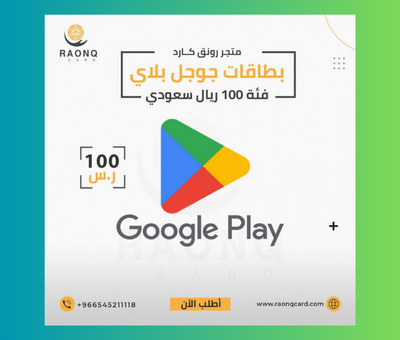 RAONQ
CARD
متجر رونق كارد
بطاقات جوجل بلاي
فئة 100 ريال سعودي
100
ر.س
Google Play
RAONQ
CARD
+966545211118
أطلب الآن
www.raonqcard.com